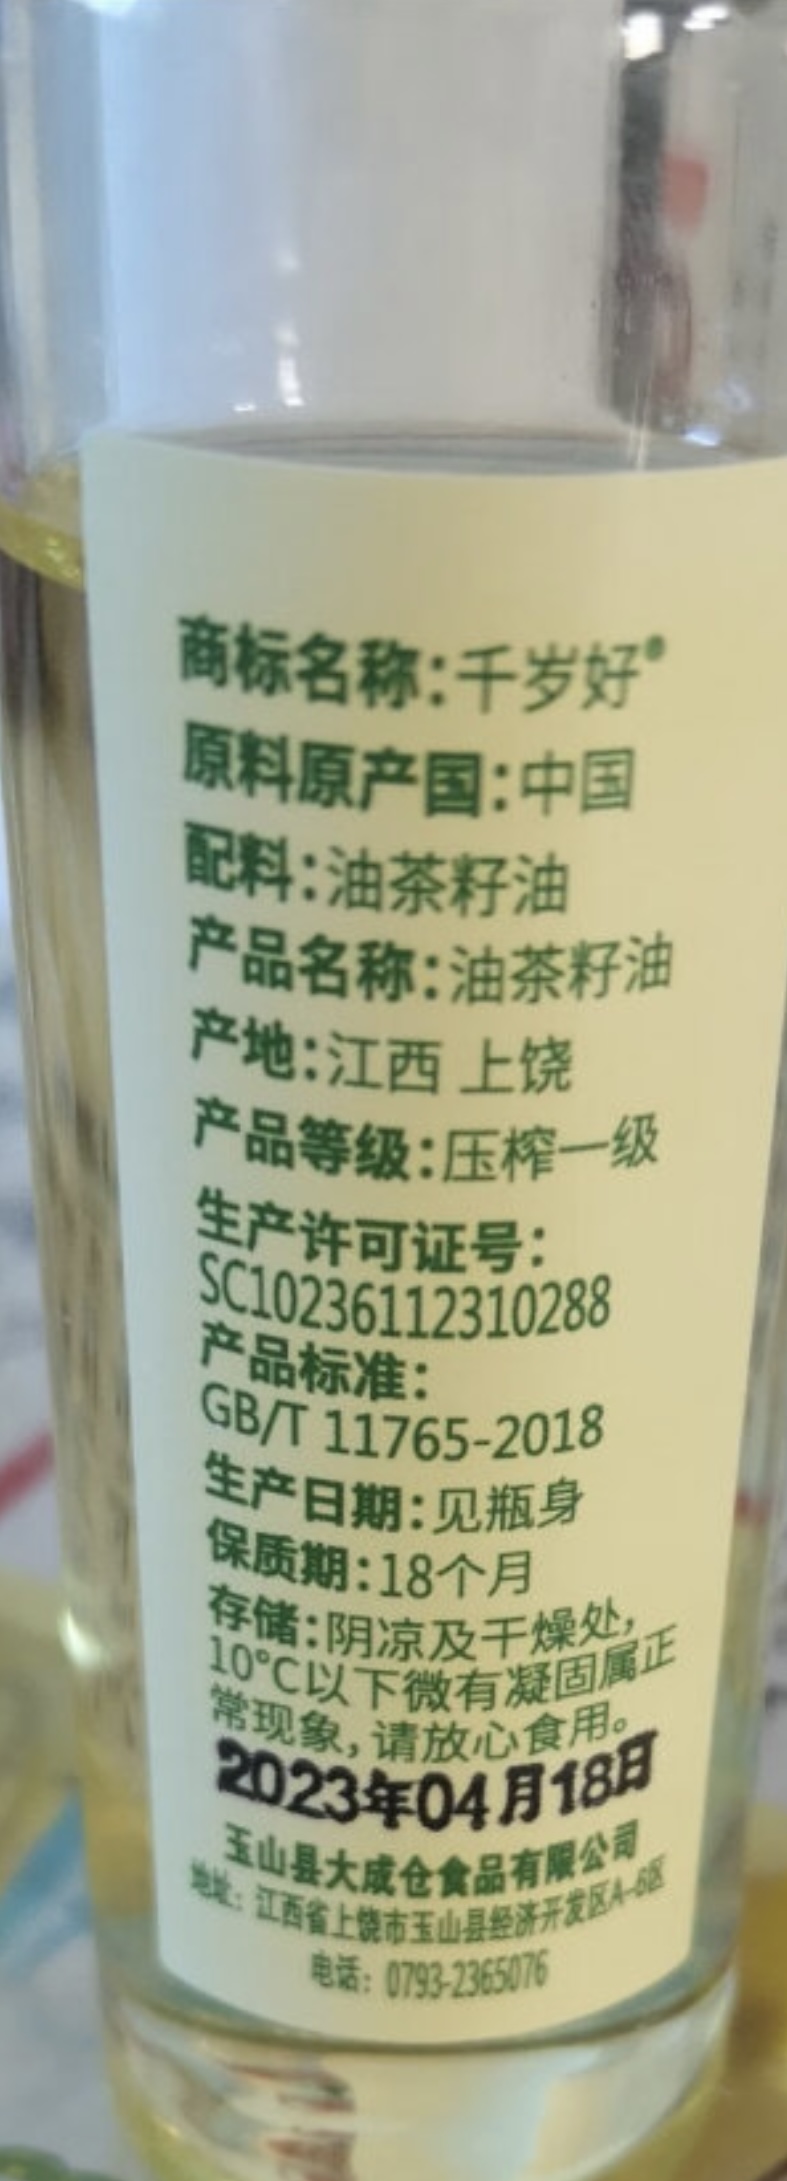 商标名称:千岁好®
原料原产国:中国
配料:油茶籽油
产品名称:油茶籽油
产地:江西 上饶
产品等级:压榨一级
生产许可证号:
SC10236112310288
产品标准:
GB/T 11765-2018
生产日期:见瓶身
保质期:18个月
存储:阴凉及干燥处,
10°C以下微有凝固属正
常现象,请放心食用。
2023年04月18日
玉山县大成仓食品有限公司
地址: 江西省上饶市玉山县经济开发区A-6区
电话: 0793-2365076